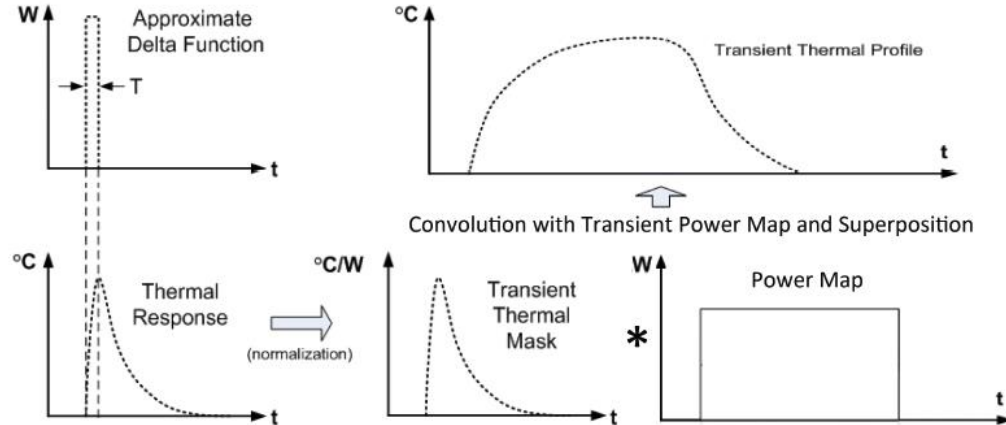 W
Approximate
Delta Function
T
t
°C
Transient Thermal Profile
t
Convolution with Transient Power Map and Superposition
°C
Thermal
Response
t
(normalization)
°C/W
Transient
Thermal
Mask
t
*
W
Power Map
t